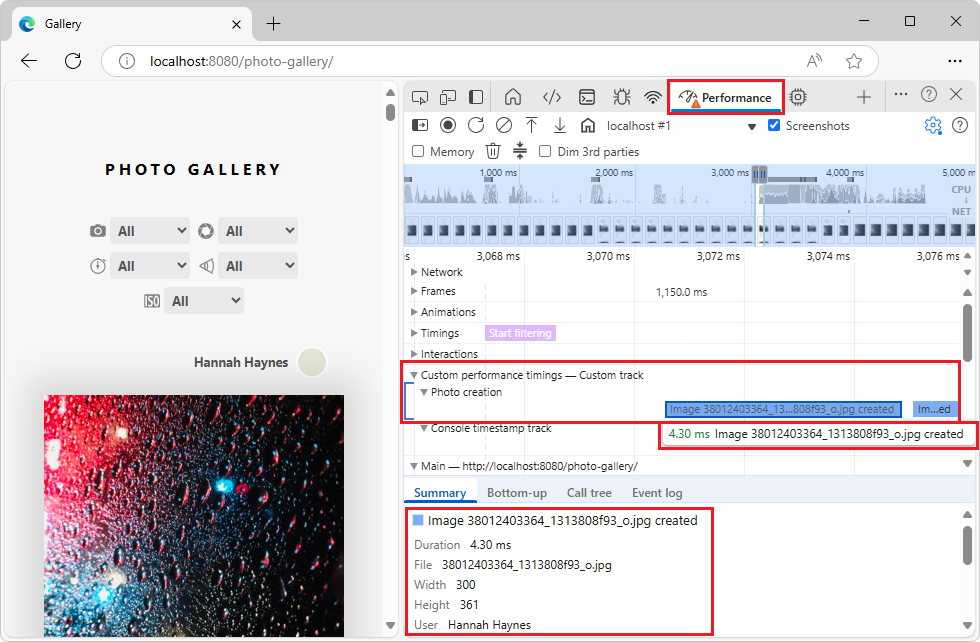 Gallery
localhost:8080/photo-gallery/
Performance
localhost #1
Screenshots
Memory
Dim 3rd parties
1,000 ms
2,000 ms
3,000 ms
4,000 ms
5,000 m
CPU
NET
s
3,068 ms
3,070 ms
3,072 ms
3,074 ms
3,076 ms
Network
Frames
1,150.0 ms
Animations
Timings
Start filtering
Interactions
Custom performance timings — Custom track
Photo creation
Image 38012403364_13...808f93_o.jpg created
Im...ed
Console timestamp track
4.30 ms Image 38012403364_1313808f93_o.jpg created
Main — http://localhost:8080/photo-gallery/
Summary
Bottom-up
Call tree
Event log
Image 38012403364_1313808f93_o.jpg created
Duration 4.30 ms
File 38012403364_1313808f93_o.jpg
Width 300
Height 361
User Hannah Haynes
PHOTO GALLERY
All
All
All
All
ISO
All
Hannah Haynes